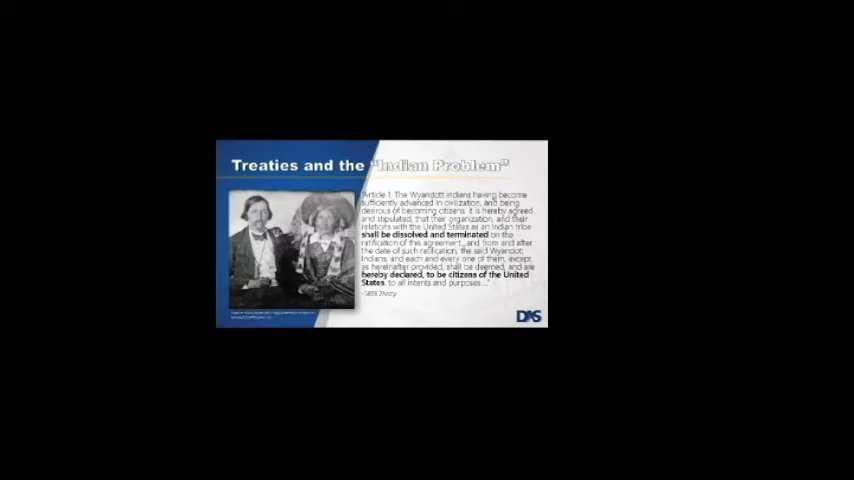 Treaties and the "Indian Problem"
"Article 1. The Wyandott Indians having become
sufficiently advanced in civilization, and being
desirous of becoming citizens, it is hereby agreed
and stipulated, that their organization, and their
relations with the United States as an Indian tribe
shall be dissolved and terminated on the
ratification of this agreement...and from and after
the date of such ratification, the said Wyandott
Indians, and each and every one of them, except
as hereinafter provided, shall be deemed, and are
hereby declared, to be citizens of the United
States, to all intents and purposes..."
Treaty
DAS